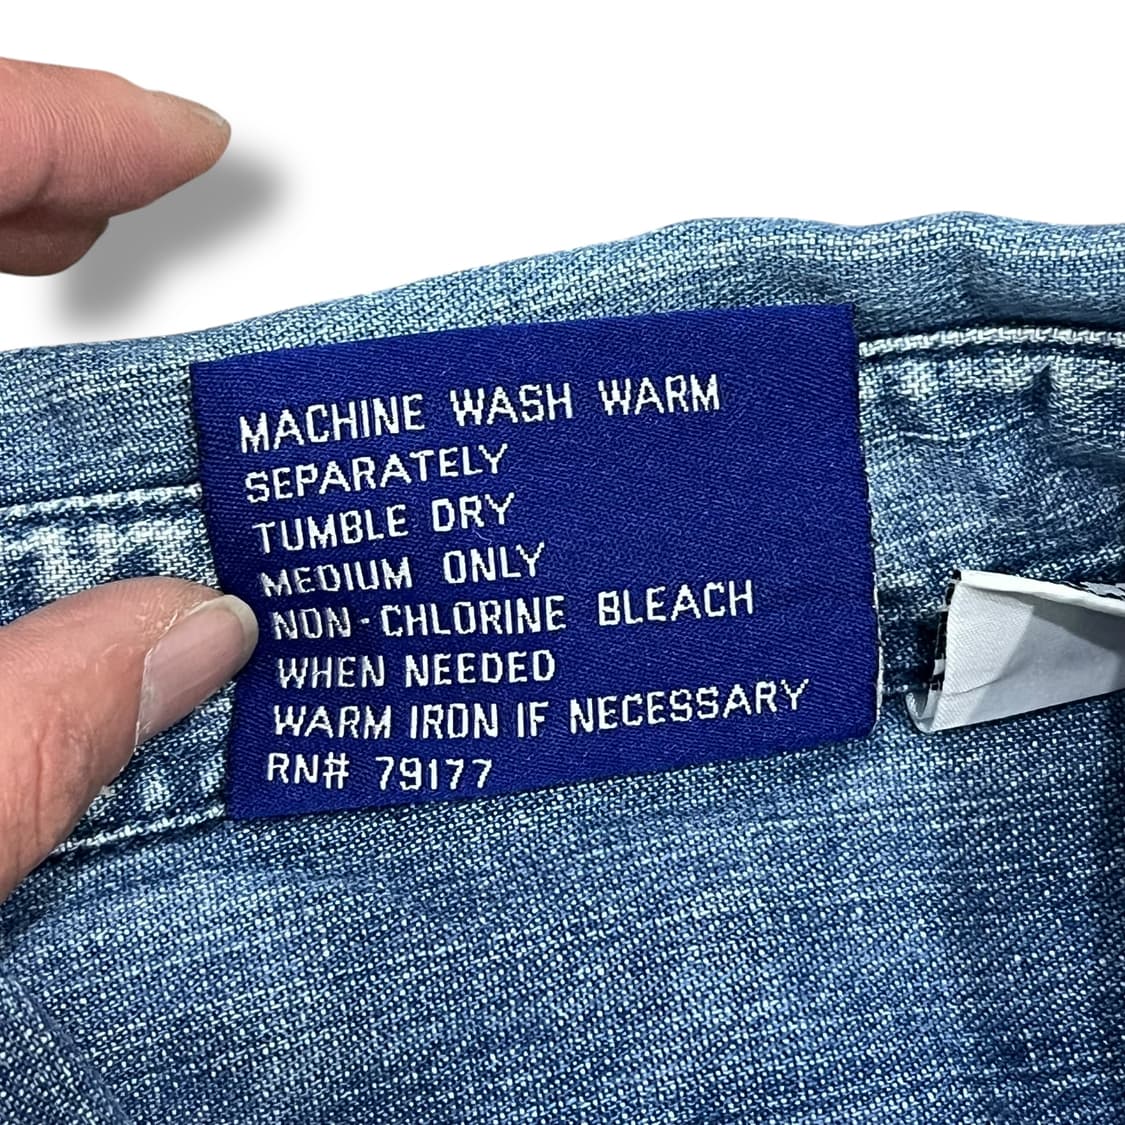 MACHINE WASH WARM
SEPARATELY
TUMBLE DRY
MEDIUM ONLY
NON-CHLORINE BLEACH
WHEN NEEDED
WARM IRON IF NECESSARY
RN# 79177